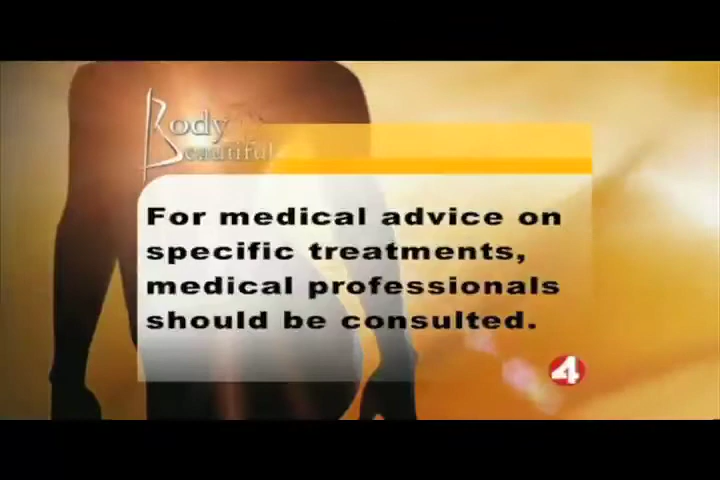 Body
Beautiful
For medical advice on
specific treatments,
medical professionals
should be consulted.
4